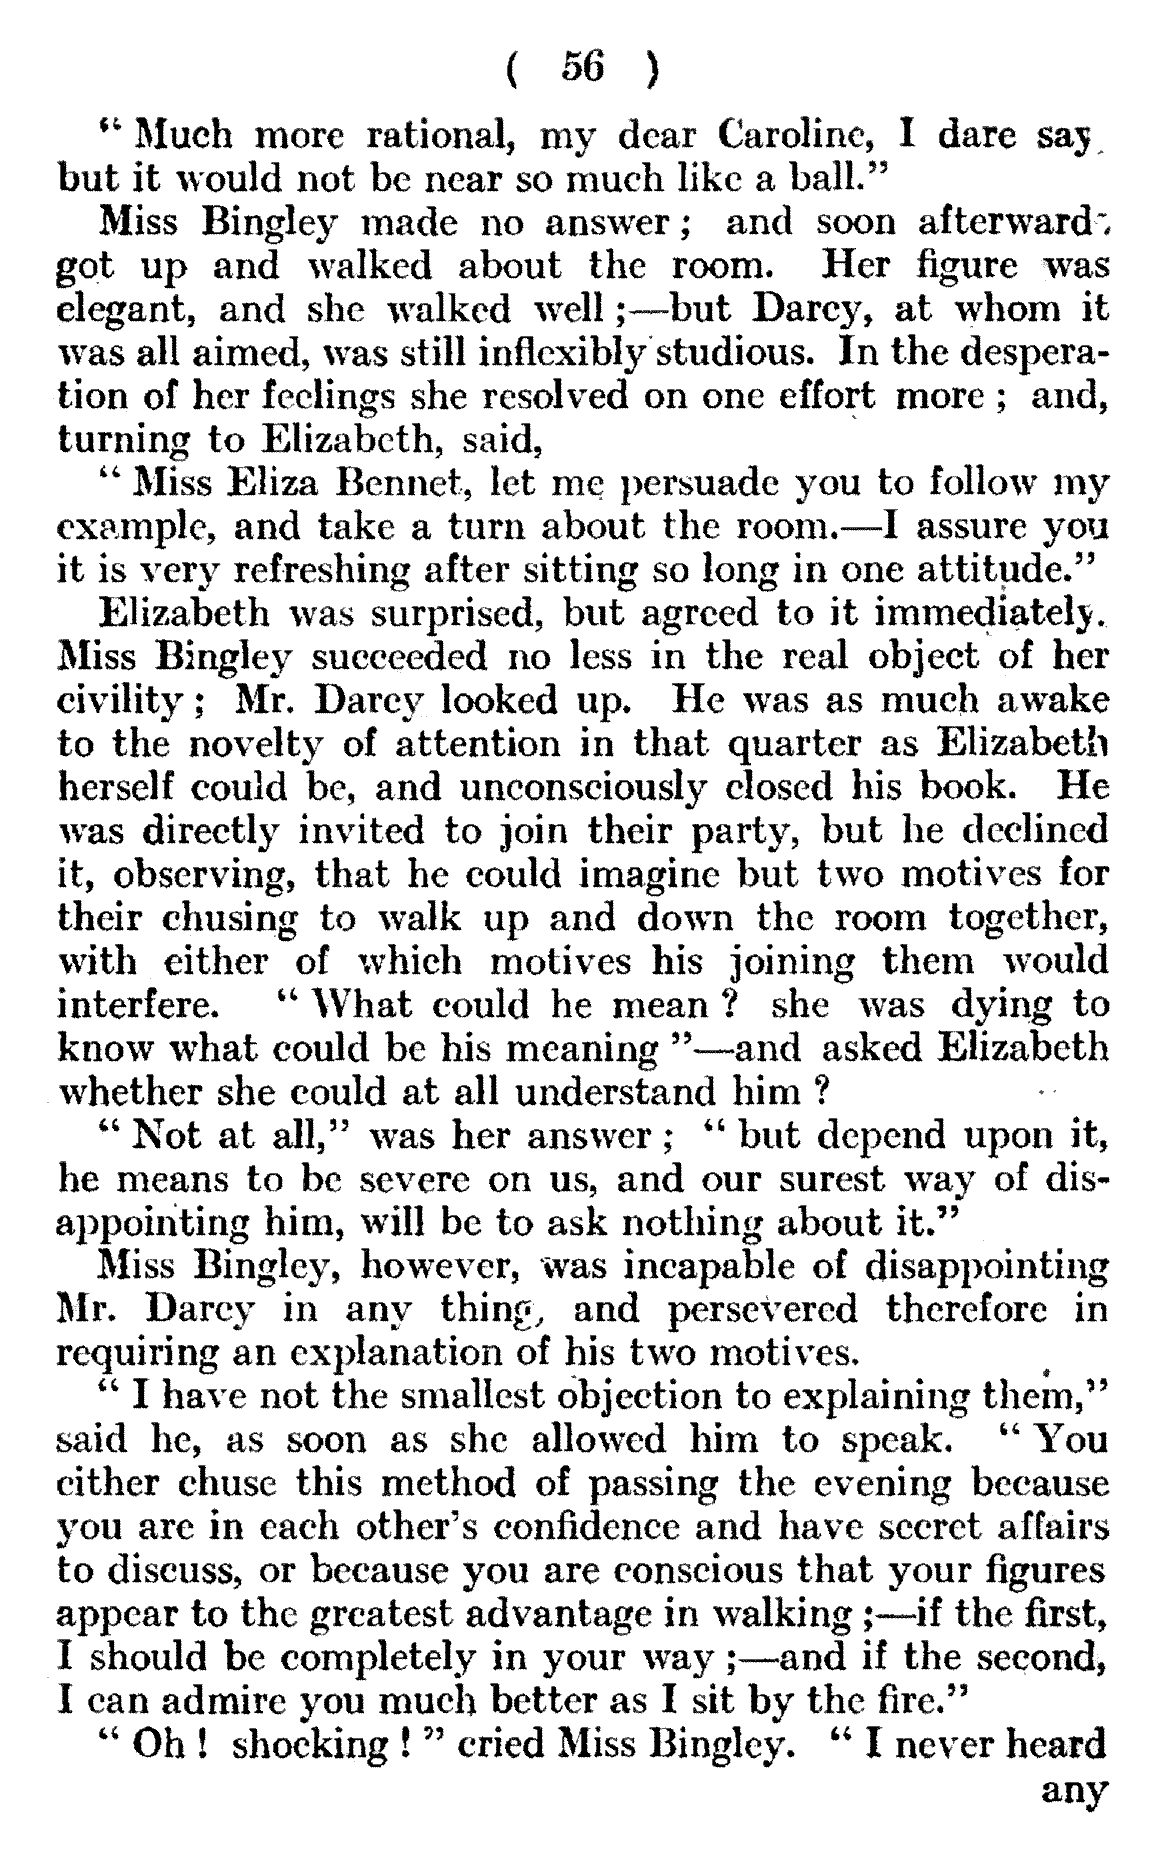 ( 56 )
“ Much more rational, my dear Caroline, I dare say
but it would not be near so much like a ball.”
Miss Bingley made no answer ; and soon afterwards
got up and walked about the room. Her figure was
elegant, and she walked well ;—but Darcy, at whom it
was all aimed, was still inflexibly studious. In the despera-
tion of her feelings she resolved on one effort more ; and,
turning to Elizabeth, said,
“ Miss Eliza Bennet, let me persuade you to follow my
example, and take a turn about the room.—I assure you
it is very refreshing after sitting so long in one attitude.”
Elizabeth was surprised, but agreed to it immediately.
Miss Bingley succeeded no less in the real object of her
civility ; Mr. Darcy looked up. He was as much awake
to the novelty of attention in that quarter as Elizabeth
herself could be, and unconsciously closed his book. He
was directly invited to join their party, but he declined
it, observing, that he could imagine but two motives for
their chusing to walk up and down the room together,
with either of which motives his joining them would
interfere. “ What could he mean ? she was dying to
know what could be his meaning ”—and asked Elizabeth
whether she could at all understand him ?
“ Not at all,” was her answer ; “ but depend upon it,
he means to be severe on us, and our surest way of dis-
appointing him, will be to ask nothing about it.”
Miss Bingley, however, was incapable of disappointing
Mr. Darcy in any thing, and persevered therefore in
requiring an explanation of his two motives.
“ I have not the smallest objection to explaining them,”
said he, as soon as she allowed him to speak. “ You
either chuse this method of passing the evening because
you are in each other’s confidence and have secret affairs
to discuss, or because you are conscious that your figures
appear to the greatest advantage in walking ;—if the first,
I should be completely in your way ;—and if the second,
I can admire you much better as I sit by the fire.”
“ Oh ! shocking ! ” cried Miss Bingley. “ I never heard
any